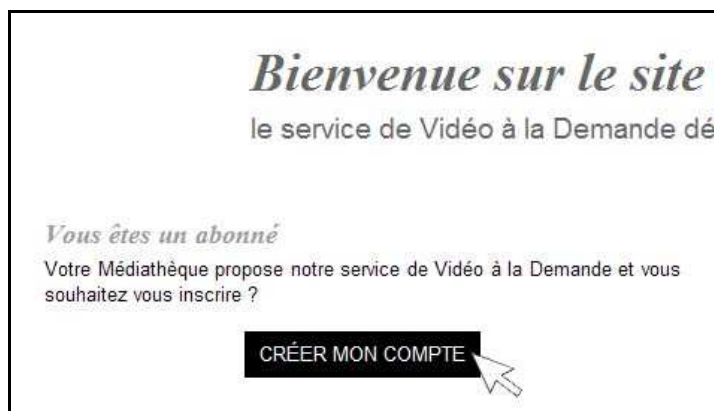 Bienvenue sur le site
le service de Vidéo à la Demande dé
Vous êtes un abonné
Votre Médiathèque propose notre service de Vidéo à la Demande et vous
souhaitez vous inscrire ?
CRÉER MON COMPTE